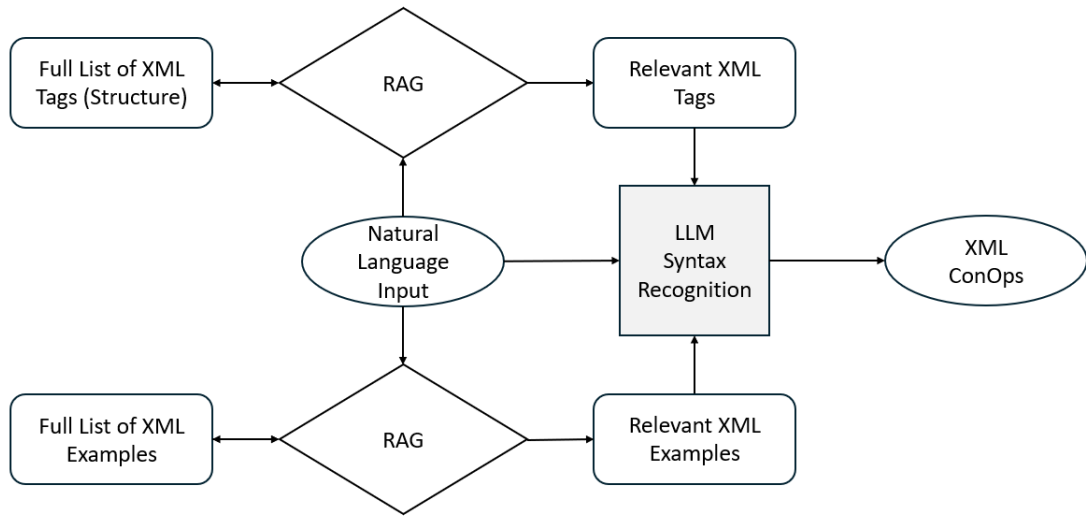 Full List of XML
Tags (Structure)
RAG
Relevant XML
Tags
Natural
Language
Input
LLM
Syntax
Recognition
XML
ConOps
Full List of XML
Examples
RAG
Relevant XML
Examples